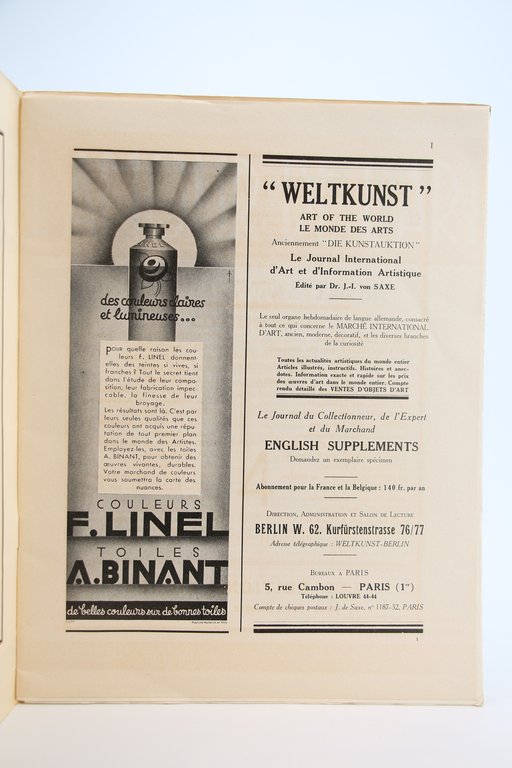 I
des couleurs claires
et lumineuses...
Pour quelle raison les cou-
leurs F. LINEL donnent-
elles des teintes si vives, si
franches ? Tout le secret tient
dans l'étude de leur compo-
sition, leur fabrication impec-
cable, la finesse de leur
broyage.
Les résultats sont là. C'est par
leurs seules qualités que ces
couleurs ont acquis une répu-
tation de tout premier plan
dans le monde des Artistes.
Employez-les, avec les toiles
A. BINANT, pour obtenir des
œuvres vivantes, durables.
Votre marchand de couleurs
vous soumettra la carte des
nuances.
COULEURS
F. LINEL
TOILES
A. BINANT
de belles couleurs sur de bonnes toiles
"WELTKUNST"
ART OF THE WORLD
LE MONDE DES ARTS
Anciennement "DIE KUNSTAUKTION"
Le Journal International
d'Art et d'Information Artistique
Edité par Dr. J.-I. von SAXE
Le seul organe hebdomadaire de langue allemande, consacré
à tout ce qui concerne le MARCHÉ INTERNATIONAL
D'ART, ancien, moderne, décoratif, et les diverses branches
de la curiosité
Toutes les actualités artistiques du monde entier
Articles illustrés, instructifs. Histoires et anec-
dotes. Information exacte et rapide sur les prix
des œuvres d'art dans le monde entier. Compte
rendu détaillé des VENTES D'OBJETS D'ART
Le Journal du Collectionneur, de l'Expert
et du Marchand
ENGLISH SUPPLEMENTS
Demandez un exemplaire spécimen
Abonnement pour la France et la Belgique : 140 fr. par an
Direction, Administration et Salon de Lecture
BERLIN W. 62. Kurfürstenstrasse 76/77
Adresse télégraphique : WELTKUNST-BERLIN
Bureaux a PARIS
5, rue Cambon — PARIS (1er)
Téléphone : LOUVRE 44-44
Compte de chèques postaux : J. de Saxe, n° 1187-32, PARIS
1